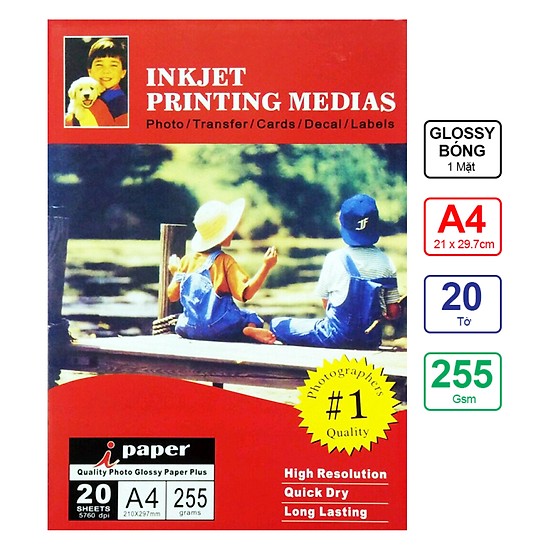 INKJET
PRINTING MEDIAS
Photo/Transfer/Cards/Decal/Labels
Photographers
#1
Quality
i paper
Quality Photo Glossy Paper Plus
20
SHEETS
5760 dpi
A4
210X297mm
255
grams
High Resolution
Quick Dry
Long Lasting
GLOSSY
BÓNG
1 Mặt
A4
21 x 29.7cm
20
Tờ
255
Gsm